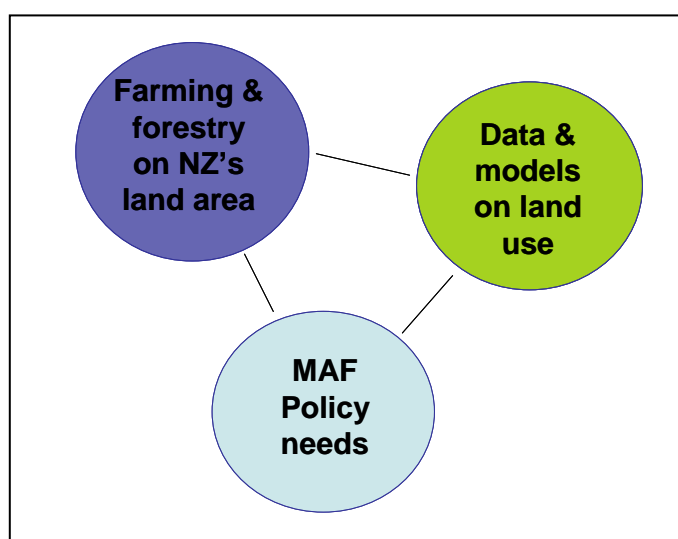 Farming &
forestry
on NZ's
land area
Data &
models
on land
use
MAF
Policy
needs